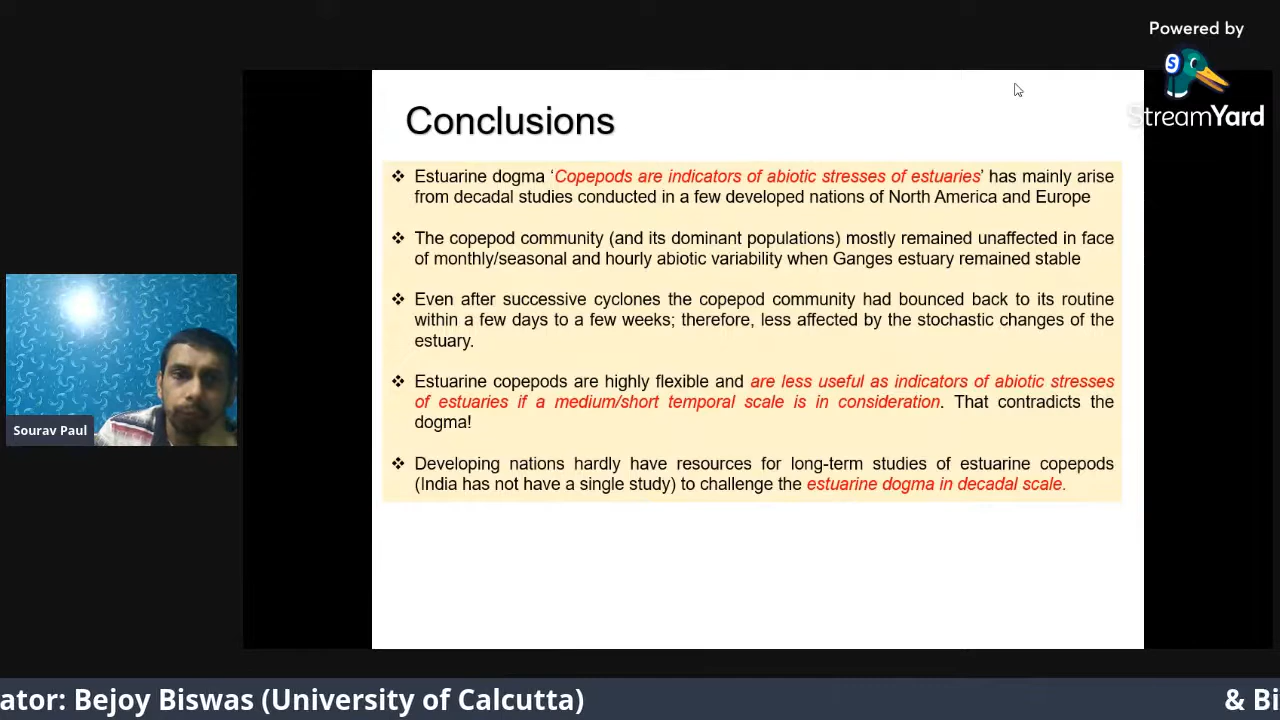 Powered by
StreamYard
Conclusions
❖ Estuarine dogma ‘Copepods are indicators of abiotic stresses of estuaries’ has mainly arise
from decadal studies conducted in a few developed nations of North America and Europe
❖ The copepod community (and its dominant populations) mostly remained unaffected in face
of monthly/seasonal and hourly abiotic variability when Ganges estuary remained stable
❖ Even after successive cyclones the copepod community had bounced back to its routine
within a few days to a few weeks; therefore, less affected by the stochastic changes of the
estuary.
❖ Estuarine copepods are highly flexible and are less useful as indicators of abiotic stresses
of estuaries if a medium/short temporal scale is in consideration. That contradicts the
dogma!
❖ Developing nations hardly have resources for long-term studies of estuarine copepods
(India has not have a single study) to challenge the estuarine dogma in decadal scale.
Sourav Paul
ator: Bejoy Biswas (University of Calcutta) & Bi